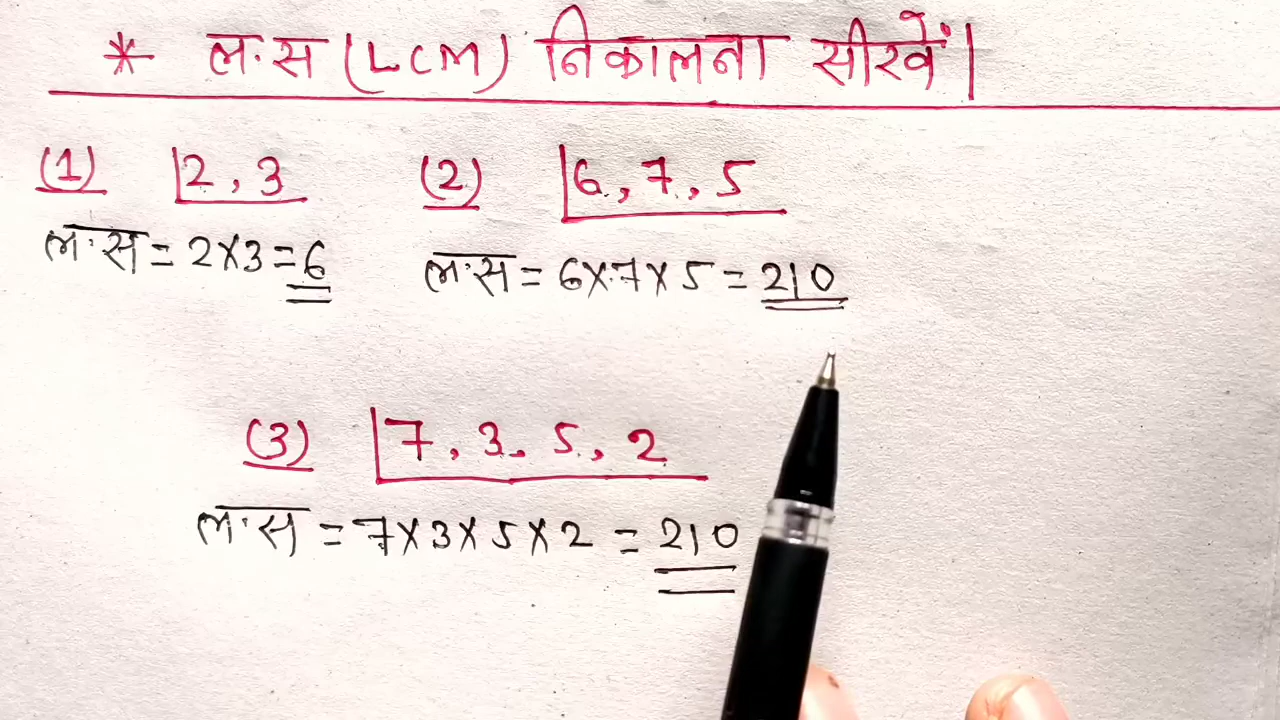 * ल.स (LCM) निकालना सीखें।
(1) 2, 3
ल.स = 2×3 = 6
(2) 6, 7, 5
ल.स = 6×7×5 = 210
(3) 7, 3, 5, 2
ल.स = 7×3×5×2 = 210